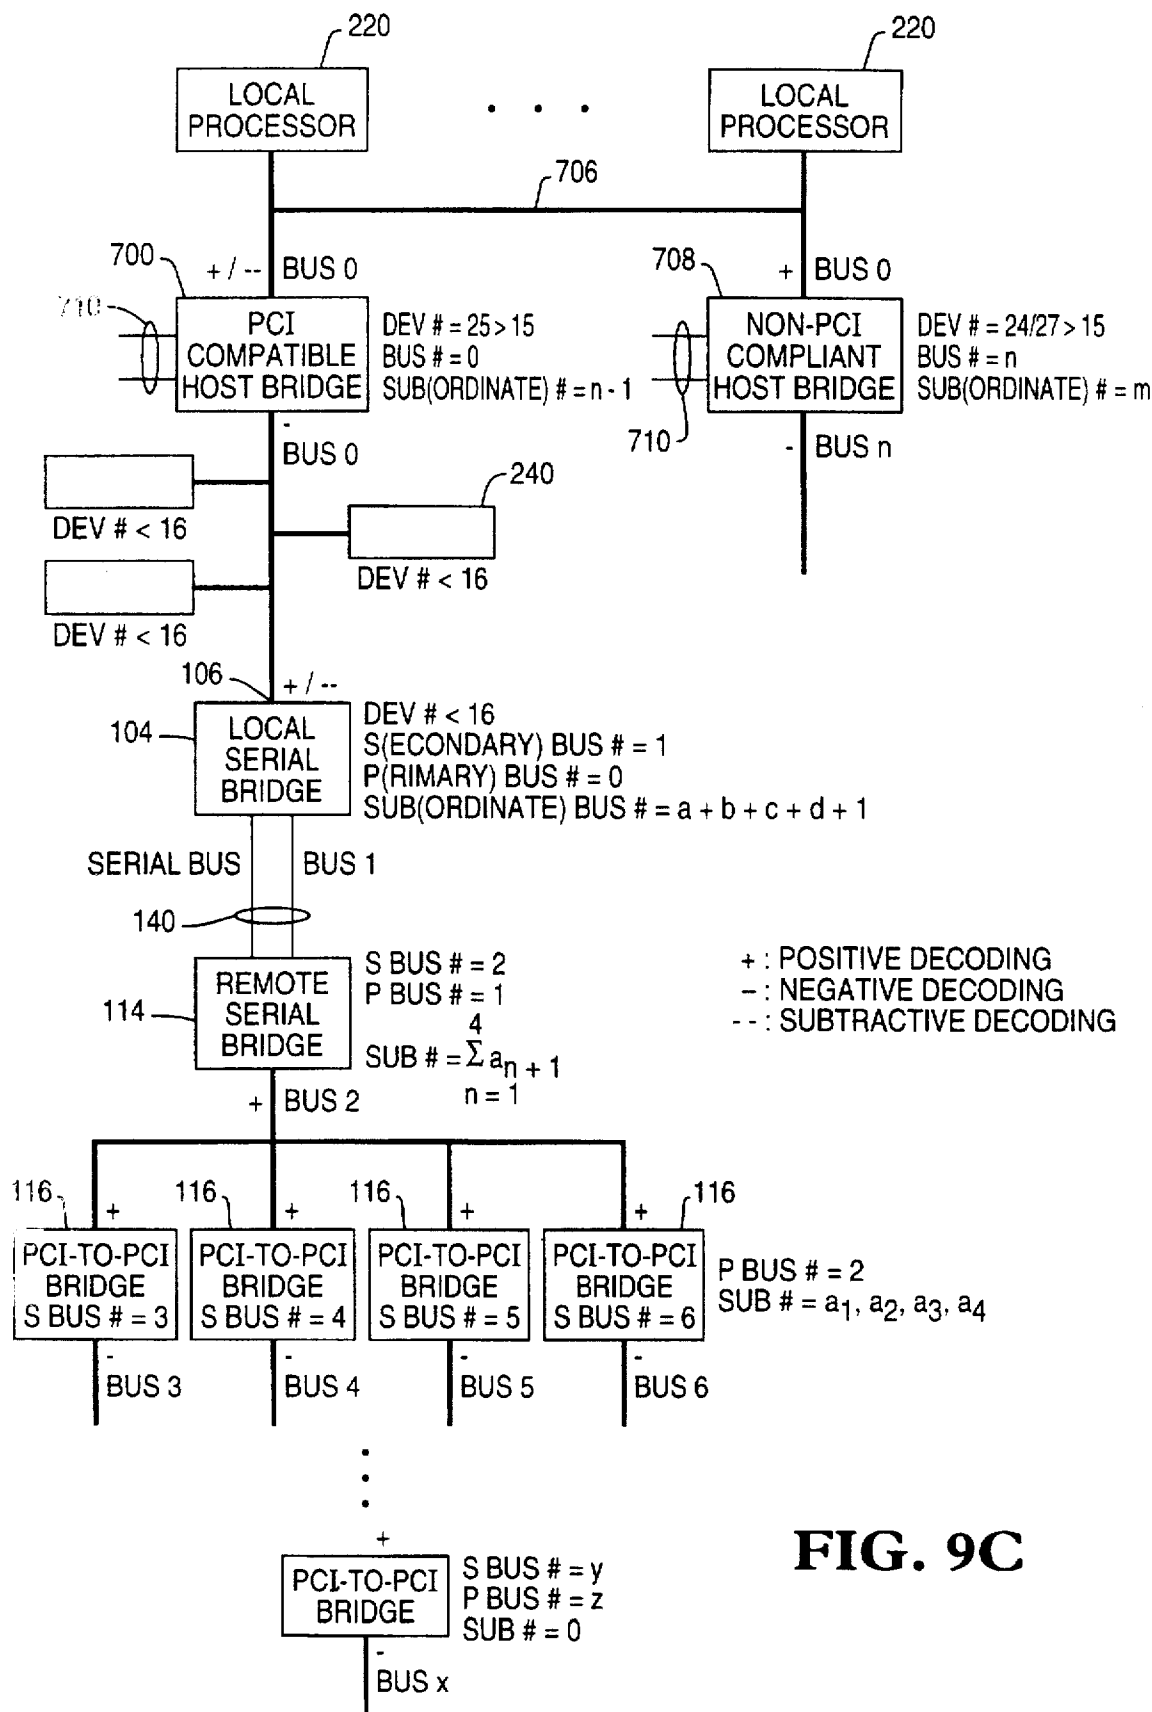 220
220
LOCAL
PROCESSOR
. . .
LOCAL
PROCESSOR
706
700
+ / -- BUS 0
708
+ BUS 0
710
PCI
COMPATIBLE
HOST BRIDGE
DEV # = 25 > 15
BUS # = 0
SUB(ORDINATE) # = n - 1
NON-PCI
COMPLIANT
HOST BRIDGE
DEV # = 24/27 > 15
BUS # = n
SUB(ORDINATE) # = m
710
-
BUS 0
- BUS n
240
DEV # < 16
DEV # < 16
DEV # < 16
106
+ / --
104
LOCAL
SERIAL
BRIDGE
DEV # < 16
S(ECONDARY) BUS # = 1
P(RIMARY) BUS # = 0
SUB(ORDINATE) BUS # = a + b + c + d + 1
SERIAL BUS
BUS 1
140
114
REMOTE
SERIAL
BRIDGE
S BUS # = 2
P BUS # = 1
4
SUB # = Σ aₙ ₊ ₁
n = 1
+ : POSITIVE DECODING
– : NEGATIVE DECODING
- - : SUBTRACTIVE DECODING
+ BUS 2
116
+
116
+
116
+
116
+
PCI-TO-PCI
BRIDGE
S BUS # = 3
PCI-TO-PCI
BRIDGE
S BUS # = 4
PCI-TO-PCI
BRIDGE
S BUS # = 5
PCI-TO-PCI
BRIDGE
S BUS # = 6
P BUS # = 2
SUB # = a₁, a₂, a₃, a₄
-
BUS 3
-
BUS 4
-
BUS 5
-
BUS 6
+
PCI-TO-PCI
BRIDGE
S BUS # = y
P BUS # = z
SUB # = 0
-
BUS x
FIG. 9C